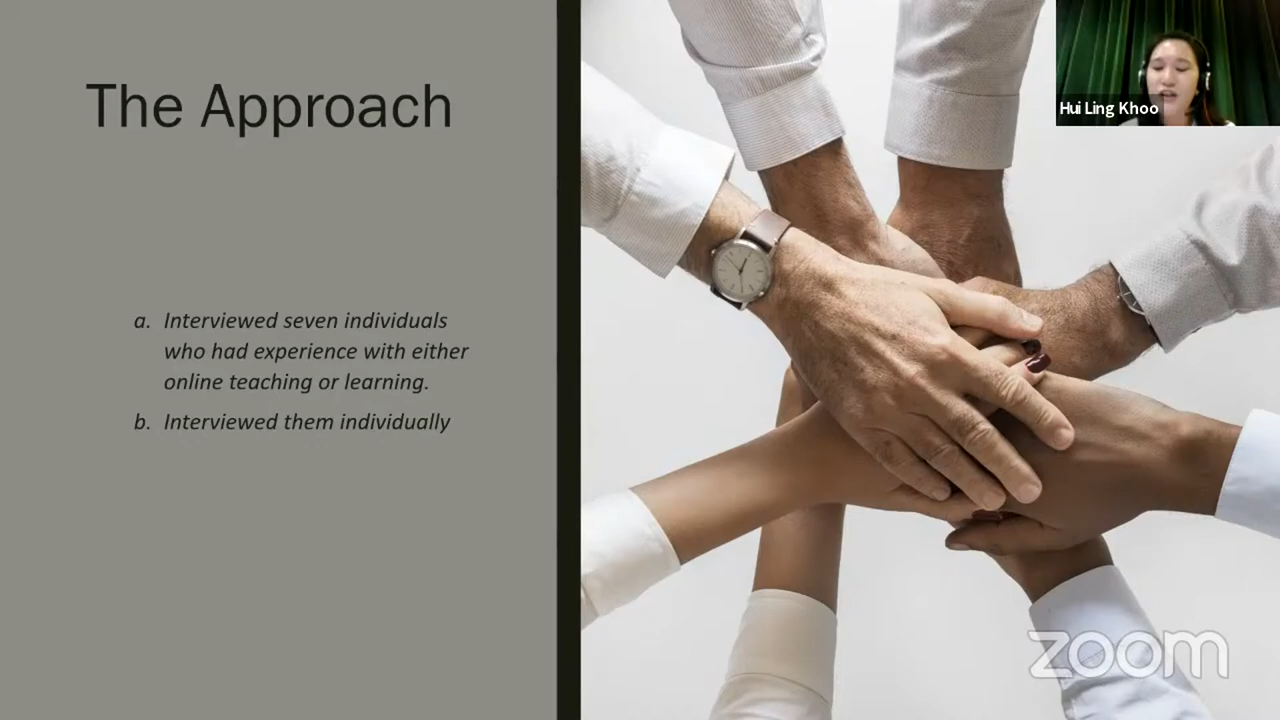 The Approach
a. Interviewed seven individuals
who had experience with either
online teaching or learning.
b. Interviewed them individually
Hui Ling Khoo
zoom